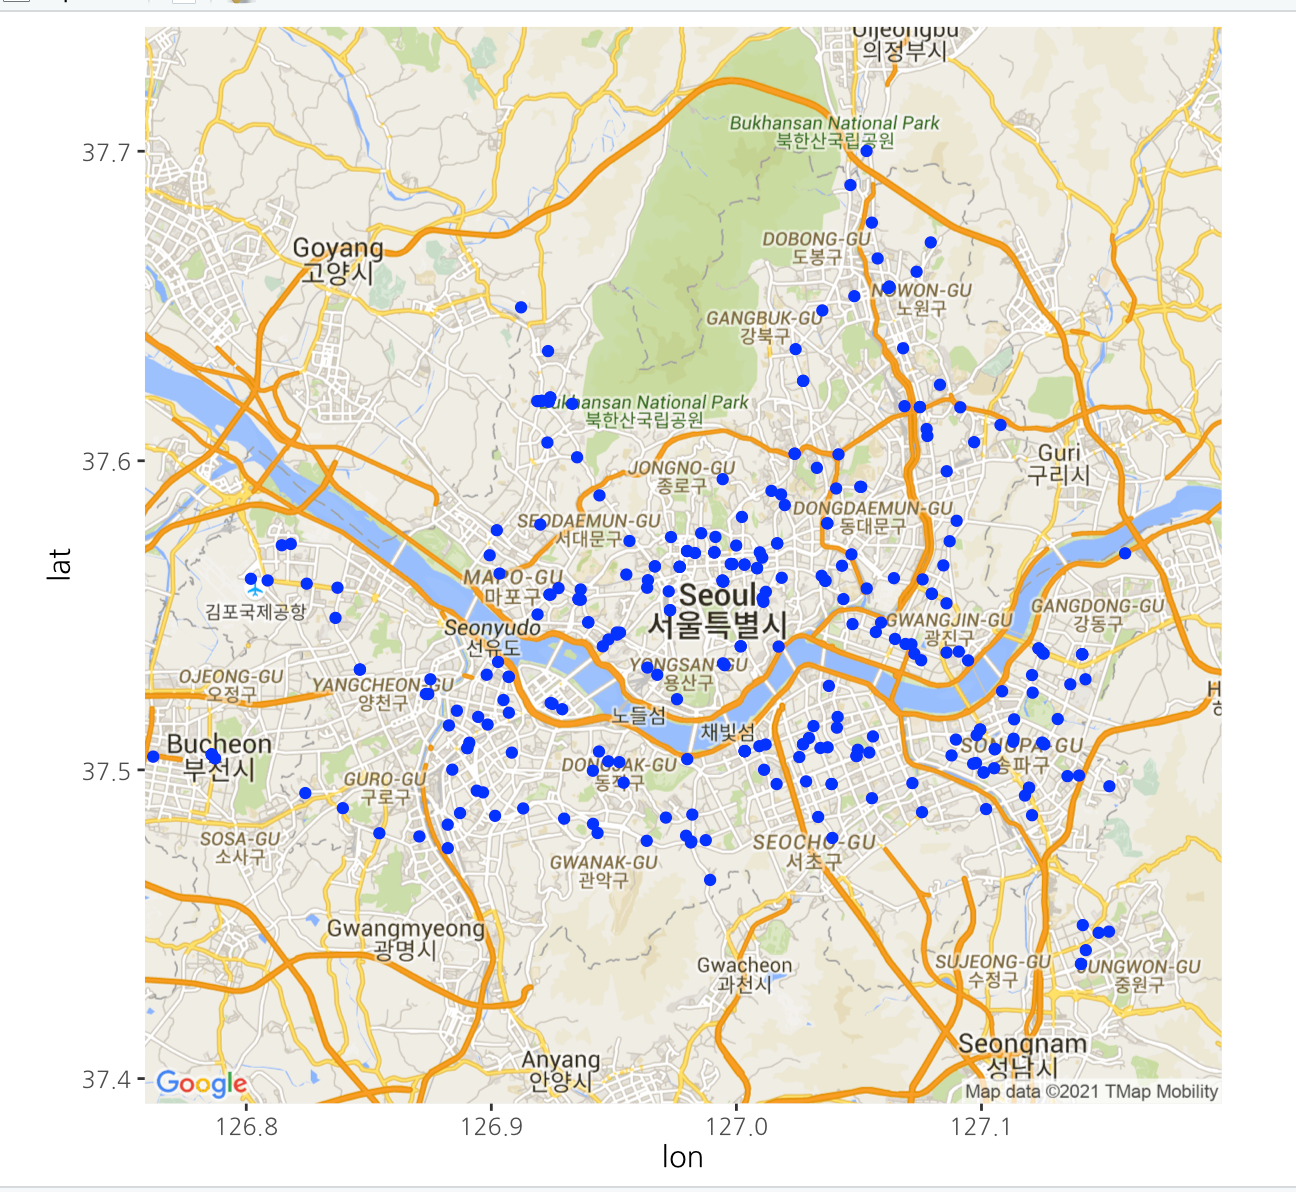 Uijeongbu
의정부시
Bukhansan National Park
북한산국립공원
37.7
DOBONG-GU
도봉구
Goyang
고양시
NOWON-GU
노원구
GANGBUK-GU
강북구
Bukhansan National Park
북한산국립공원
37.6
Guri
구리시
JONGNO-GU
종로구
SEODAEMUN-GU
서대문구
DONGDAEMUN-GU
동대문구
lat
MAPO-GU
마포구
김포국제공항
Seoul
서울특별시
GANGDONG-GU
강동구
Seonyudo
선유도
GWANGJIN-GU
광진구
OJEONG-GU
오정구
YANGCHEON-GU
양천구
YONGSAN-GU
용산구
노들섬
채빛섬
Bucheon
부천시
SONGPA-GU
송파구
37.5
DONGJAK-GU
동작구
GURO-GU
구로구
SOSA-GU
소사구
SEOCHO-GU
서초구
GWANAK-GU
관악구
Gwangmyeong
광명시
Gwacheon
과천시
SUJEONG-GU
수정구
JUNGWON-GU
중원구
Anyang
안양시
Seongnam
성남시
37.4
Google
Map data ©2021 TMap Mobility
126.8
126.9
127.0
127.1
lon